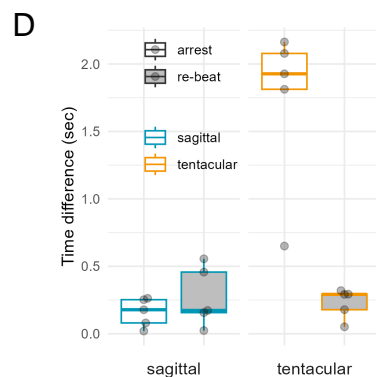 D
arrest
re-beat
sagittal
tentacular
Time difference (sec)
2.0
1.5
1.0
0.5
0.0
sagittal
tentacular